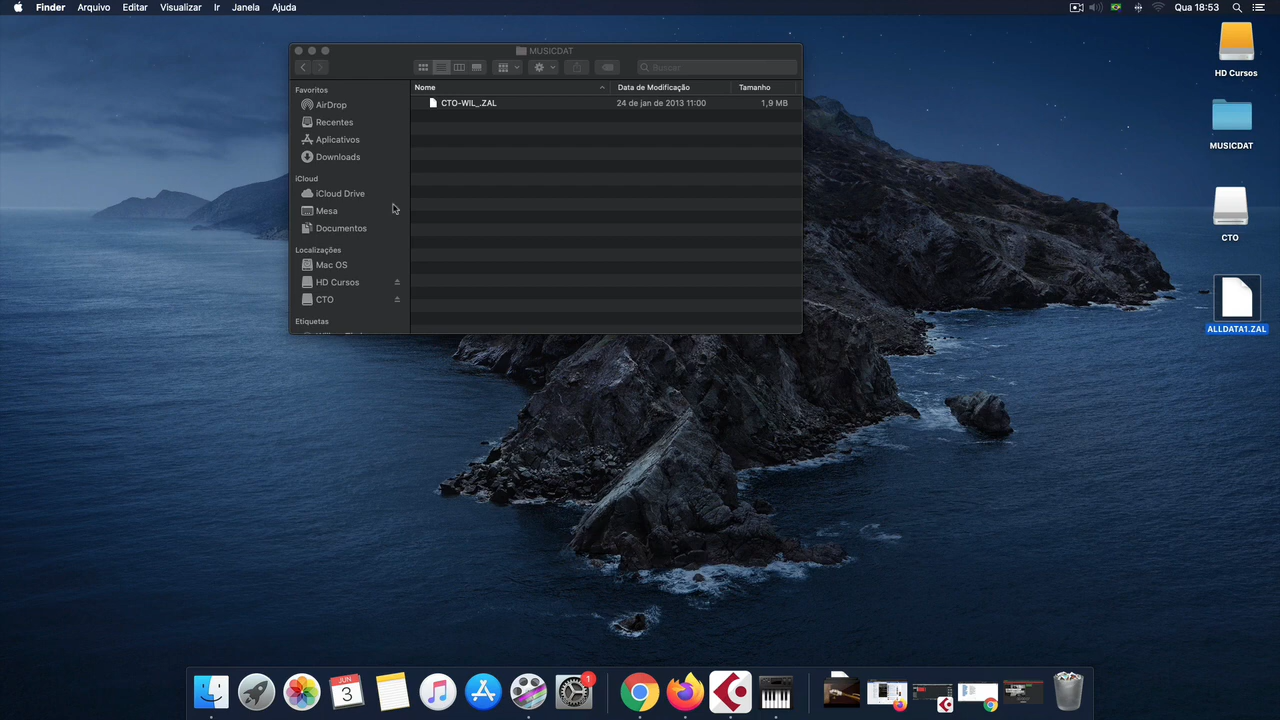 Finder Arquivo Editar Visualizar Ir Janela Ajuda Qua 18:53
MUSICDAT
Buscar
Favoritos
AirDrop
Recentes
Aplicativos
Downloads
iCloud
iCloud Drive
Mesa
Documentos
Localizações
Mac OS
HD Cursos
CTO
Etiquetas
Nome Data de Modificação Tamanho
CTO-WIL_.ZAL 24 de jan de 2013 11:00 1,9 MB
HD Cursos
MUSICDAT
CTO
ALLDATA1.ZAL
JUN
3
1